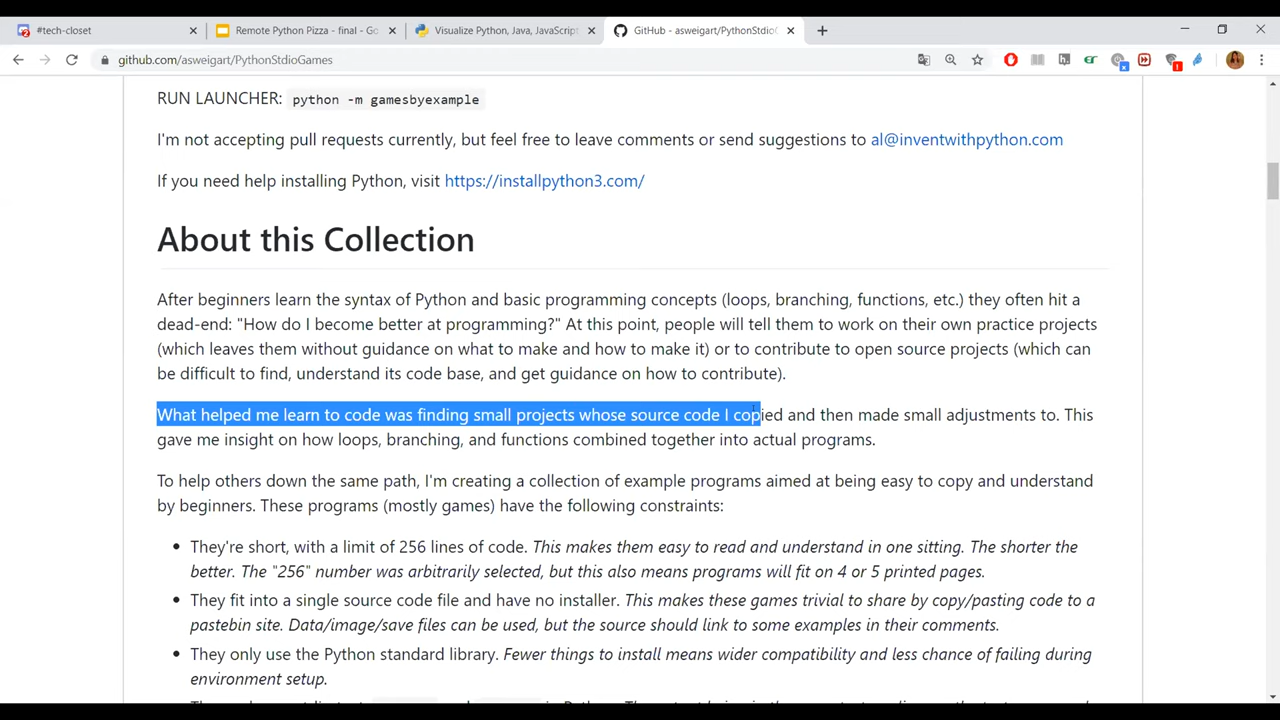 #tech-closet
Remote Python Pizza - final - Go
Visualize Python, Java, JavaScript
GitHub - asweigart/PythonStdioG
github.com/asweigart/PythonStdioGames
RUN LAUNCHER: python -m gamesbyexample
I'm not accepting pull requests currently, but feel free to leave comments or send suggestions to al@inventwithpython.com
If you need help installing Python, visit https://installpython3.com/
About this Collection
After beginners learn the syntax of Python and basic programming concepts (loops, branching, functions, etc.) they often hit a
dead-end: "How do I become better at programming?" At this point, people will tell them to work on their own practice projects
(which leaves them without guidance on what to make and how to make it) or to contribute to open source projects (which can
be difficult to find, understand its code base, and get guidance on how to contribute).
What helped me learn to code was finding small projects whose source code I copied and then made small adjustments to. This
gave me insight on how loops, branching, and functions combined together into actual programs.
To help others down the same path, I'm creating a collection of example programs aimed at being easy to copy and understand
by beginners. These programs (mostly games) have the following constraints:
They're short, with a limit of 256 lines of code. This makes them easy to read and understand in one sitting. The shorter the
better. The "256" number was arbitrarily selected, but this also means programs will fit on 4 or 5 printed pages.
They fit into a single source code file and have no installer. This makes these games trivial to share by copy/pasting code to a
pastebin site. Data/image/save files can be used, but the source should link to some examples in their comments.
They only use the Python standard library. Fewer things to install means wider compatibility and less chance of failing during
environment setup.